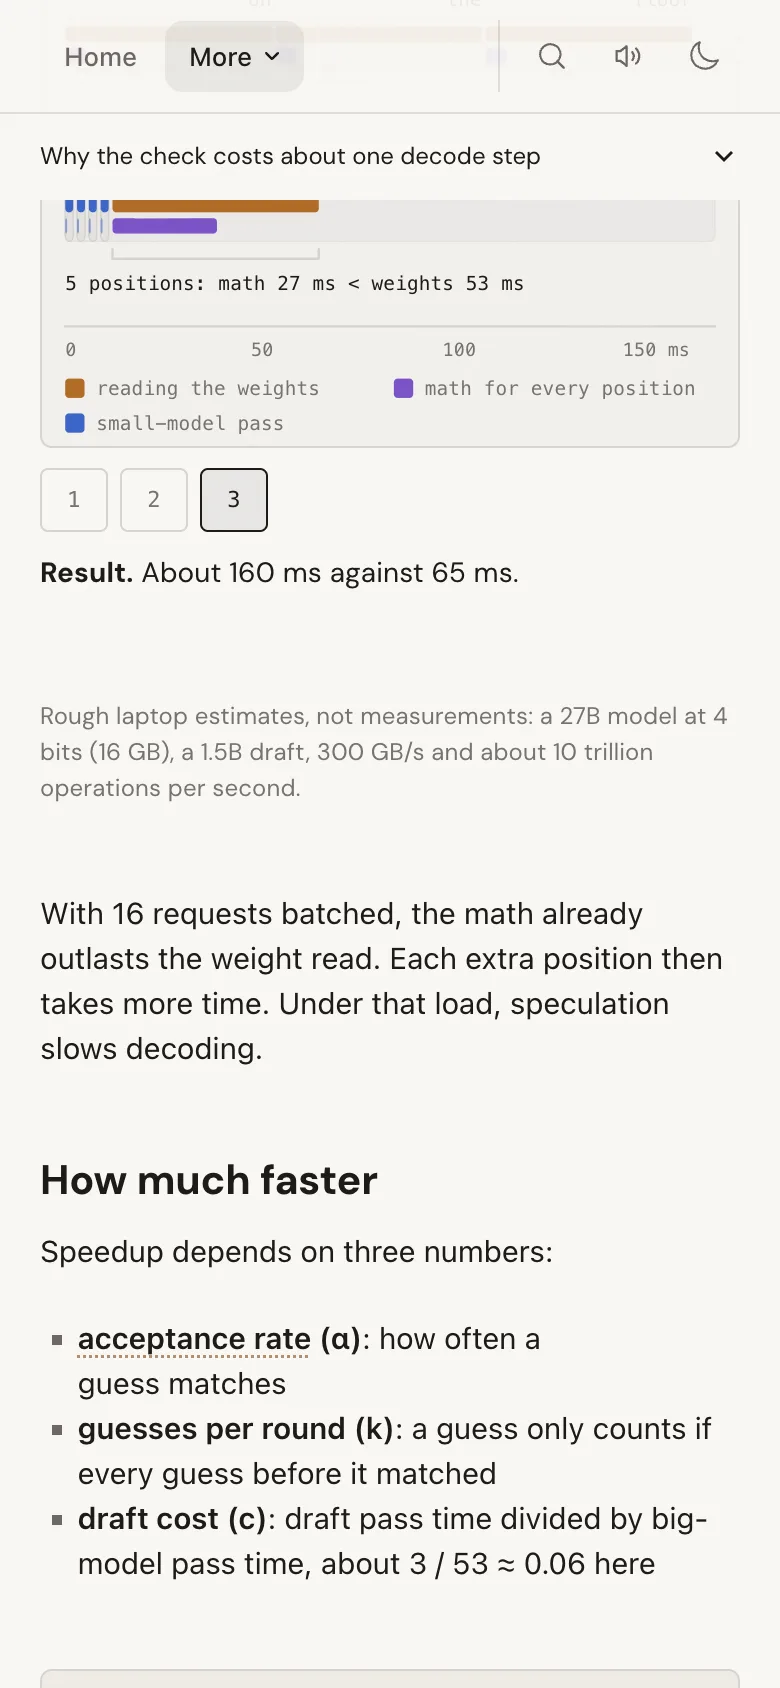 Home
More
Why the check costs about one decode step
5 positions: math 27 ms < weights 53 ms
0 50 100 150 ms
reading the weights
math for every position
small-model pass
1 2 3
Result. About 160 ms against 65 ms.
Rough laptop estimates, not measurements: a 27B model at 4
bits (16 GB), a 1.5B draft, 300 GB/s and about 10 trillion
operations per second.
With 16 requests batched, the math already
outlasts the weight read. Each extra position then
takes more time. Under that load, speculation
slows decoding.
How much faster
Speedup depends on three numbers:
acceptance rate (α): how often a
guess matches
guesses per round (k): a guess only counts if
every guess before it matched
draft cost (c): draft pass time divided by big-
model pass time, about 3 / 53 ≈ 0.06 here